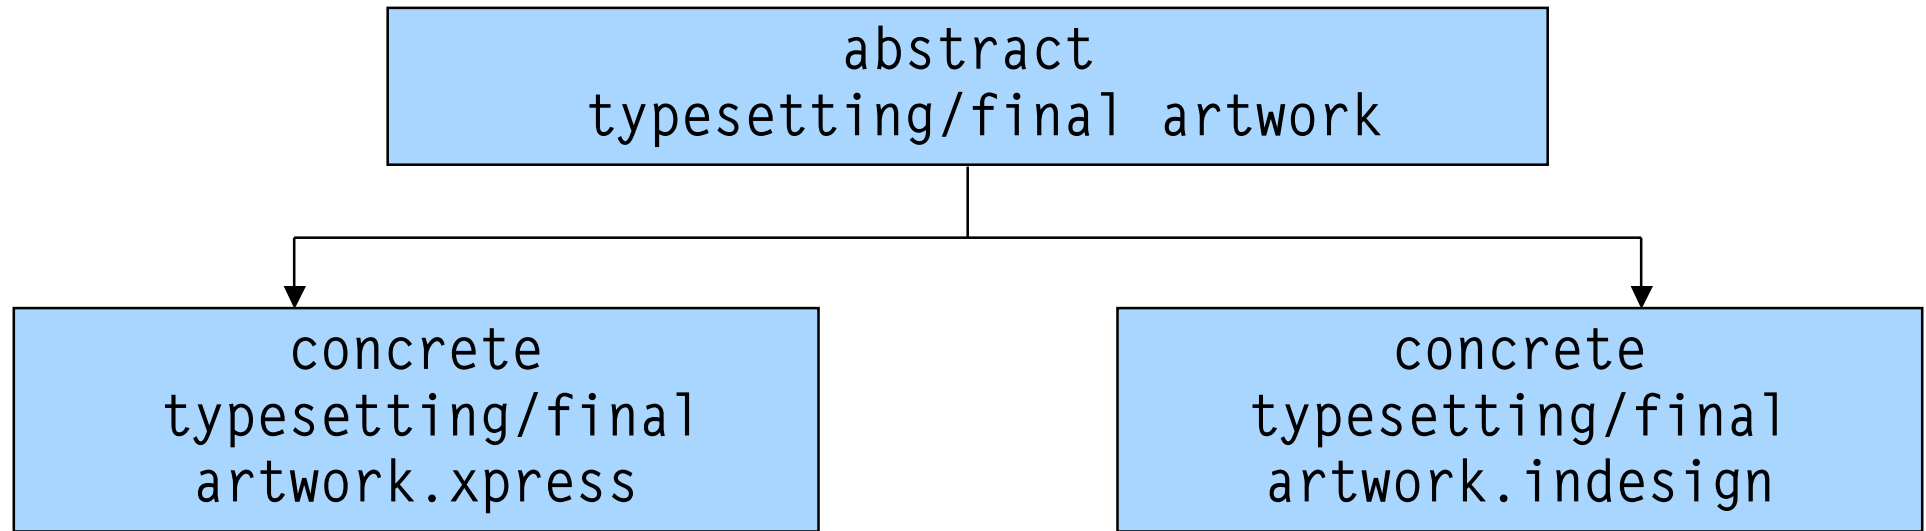 abstract
typesetting/final artwork
concrete
typesetting/final
artwork.xpress
concrete
typesetting/final
artwork.indesign